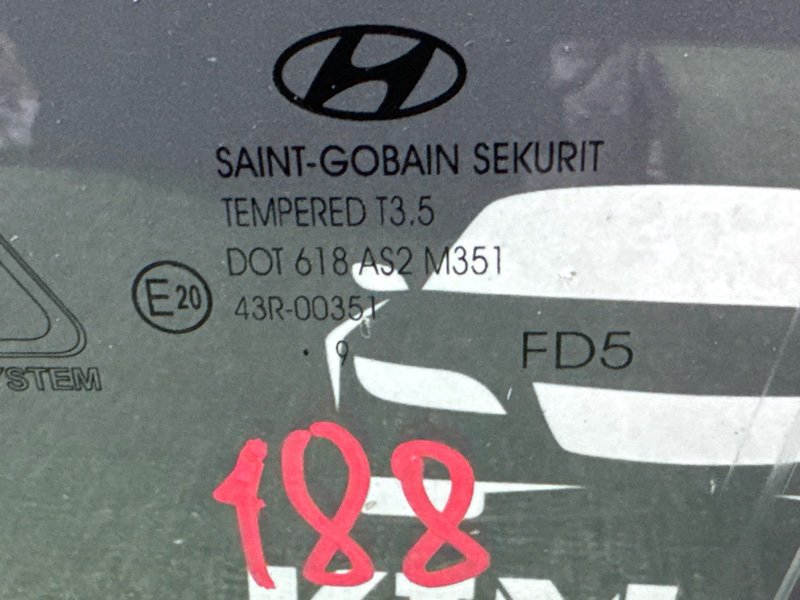 SAINT-GOBAIN SEKURIT
TEMPERED T3.5
DOT 618 AS2 M351
E20
43R-00351
. 9
FD5
188